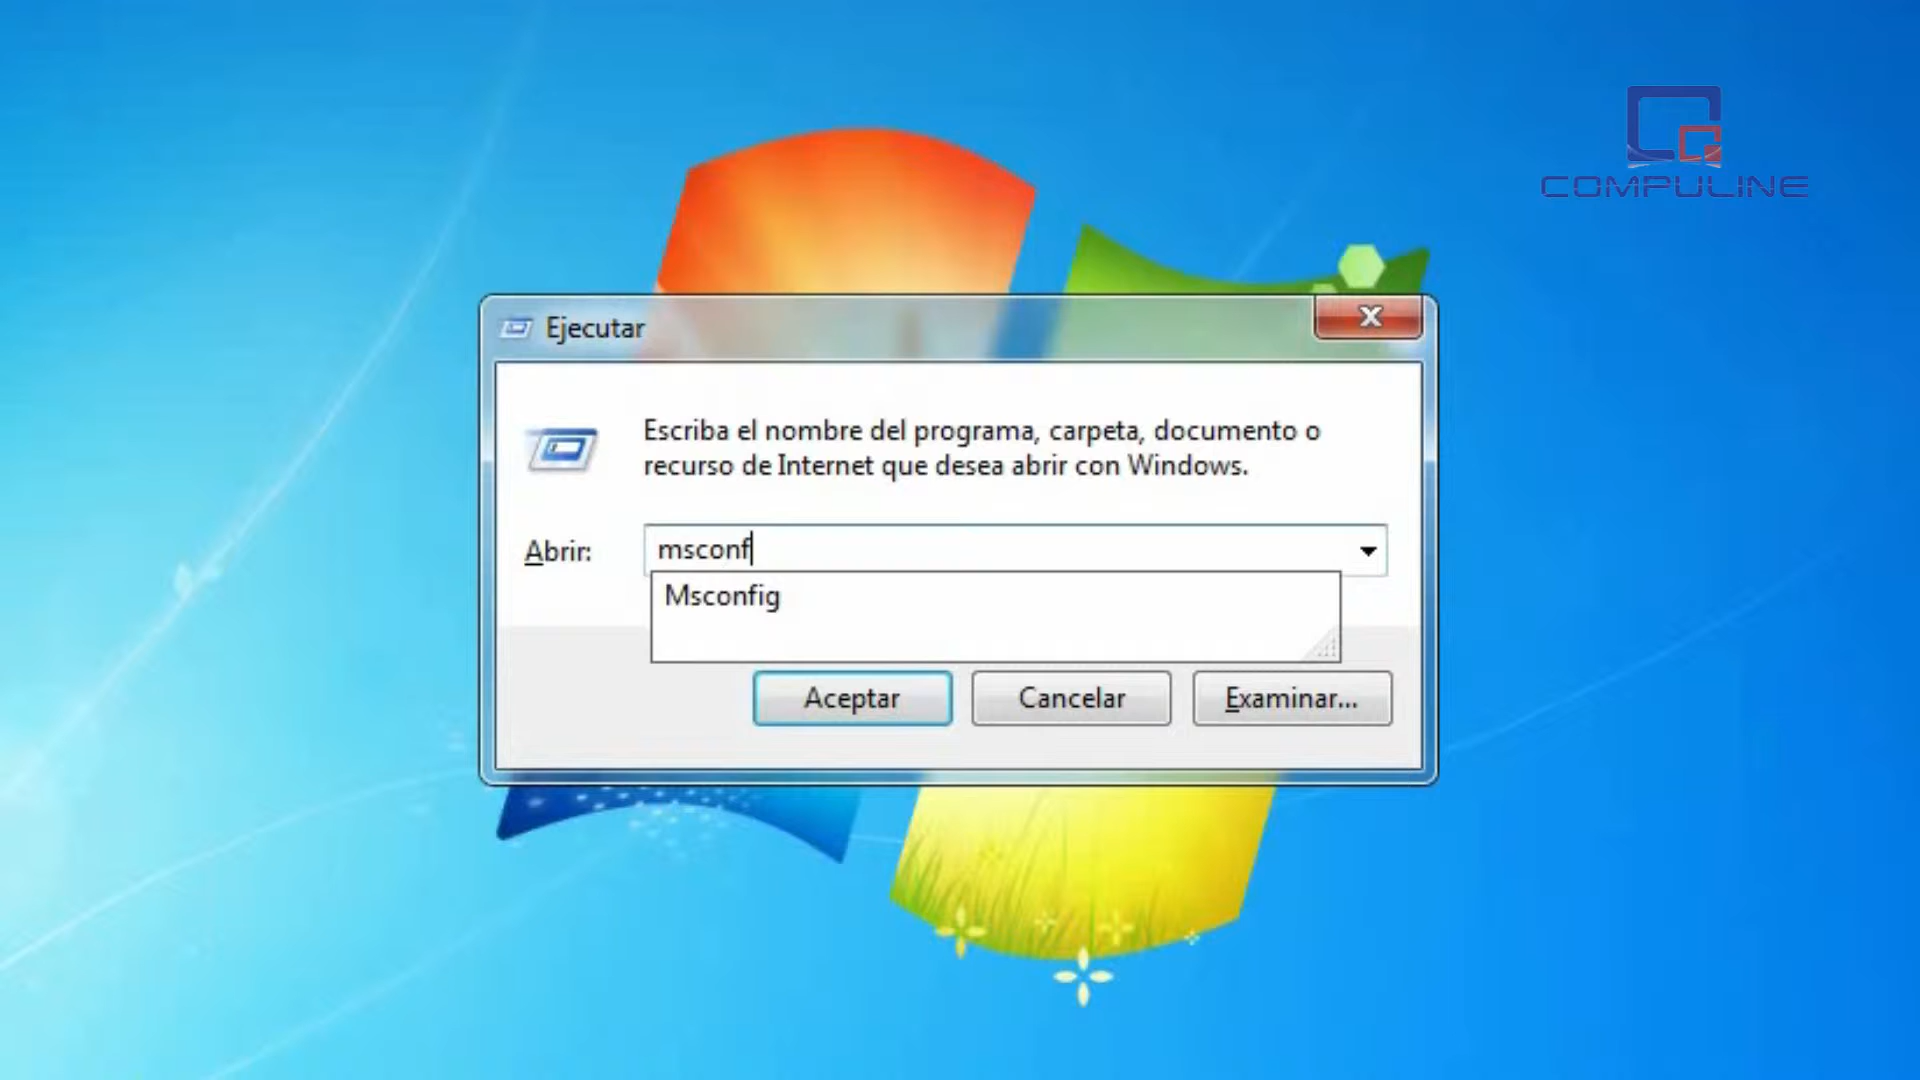 COMPULINE
Ejecutar
Escriba el nombre del programa, carpeta, documento o
recurso de Internet que desea abrir con Windows.
Abrir: msconf
Msconfig
Aceptar Cancelar Examinar...